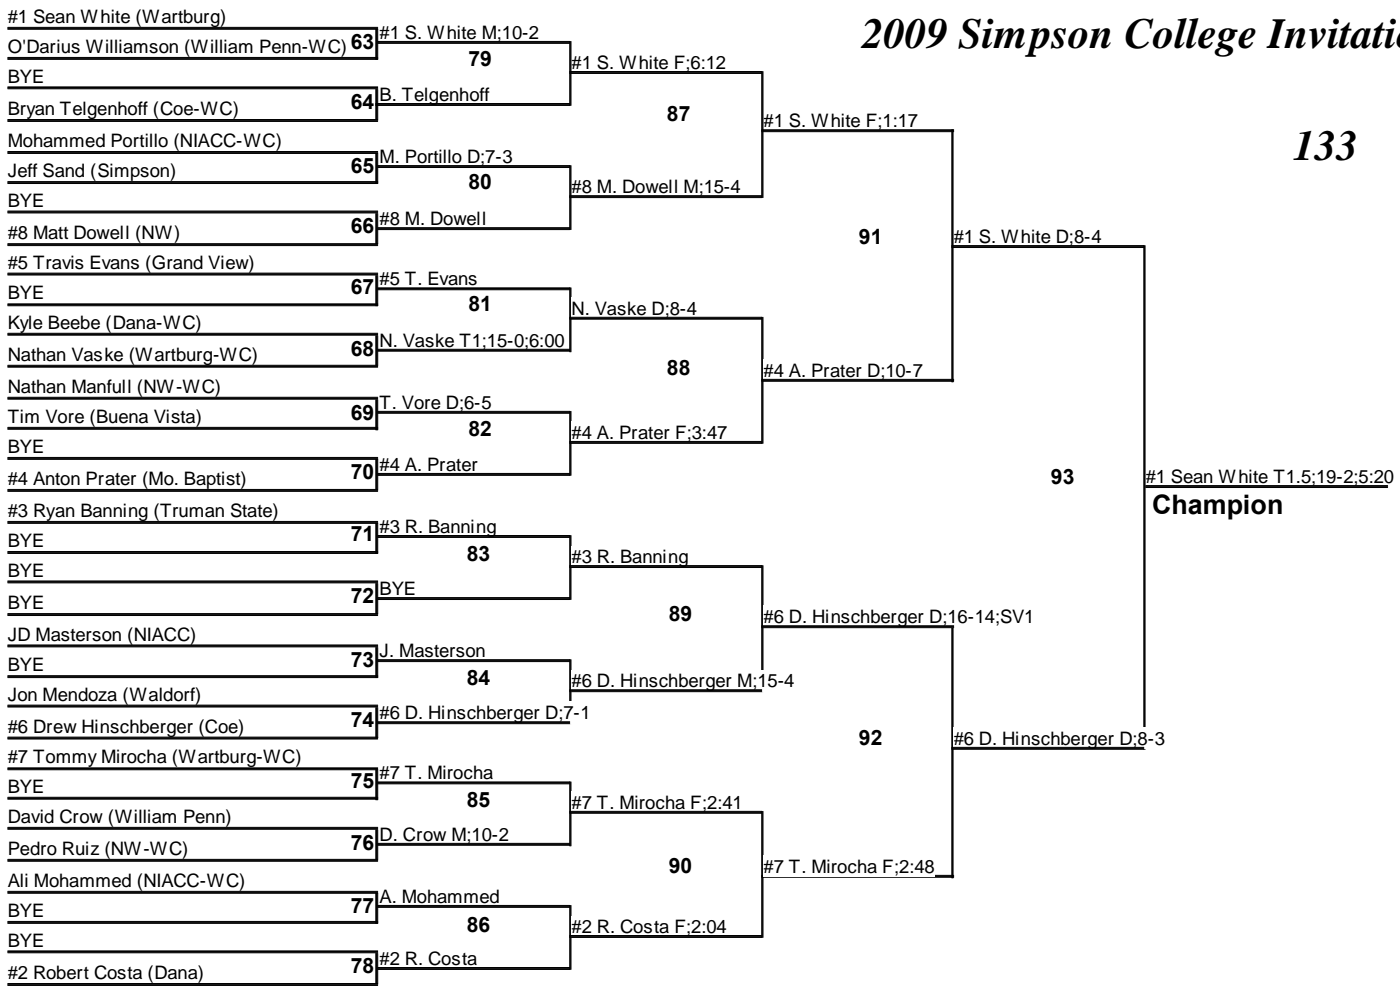 2009 Simpson College Invitatio
133
#1 Sean White (Wartburg)
O'Darius Williamson (William Penn-WC)
63
BYE
Bryan Telgenhoff (Coe-WC)
64
Mohammed Portillo (NIACC-WC)
Jeff Sand (Simpson)
65
BYE
#8 Matt Dowell (NW)
66
#5 Travis Evans (Grand View)
BYE
67
Kyle Beebe (Dana-WC)
Nathan Vaske (Wartburg-WC)
68
Nathan Manfull (NW-WC)
Tim Vore (Buena Vista)
69
BYE
#4 Anton Prater (Mo. Baptist)
70
#3 Ryan Banning (Truman State)
BYE
71
BYE
BYE
72
JD Masterson (NIACC)
BYE
73
Jon Mendoza (Waldorf)
#6 Drew Hinschberger (Coe)
74
#7 Tommy Mirocha (Wartburg-WC)
BYE
75
David Crow (William Penn)
Pedro Ruiz (NW-WC)
76
Ali Mohammed (NIACC-WC)
BYE
77
BYE
#2 Robert Costa (Dana)
78
#1 S. White M;10-2
79
B. Telgenhoff
M. Portillo D;7-3
80
#8 M. Dowell
#5 T. Evans
81
N. Vaske T1;15-0;6:00
T. Vore D;6-5
82
#4 A. Prater
#3 R. Banning
83
BYE
J. Masterson
84
#6 D. Hinschberger D;7-1
#7 T. Mirocha
85
D. Crow M;10-2
A. Mohammed
86
#2 R. Costa
#1 S. White F;6:12
87
#8 M. Dowell M;15-4
N. Vaske D;8-4
88
#4 A. Prater F;3:47
#3 R. Banning
89
#6 D. Hinschberger M;15-4
#7 T. Mirocha F;2:41
90
#2 R. Costa F;2:04
#1 S. White F;1:17
91
#4 A. Prater D;10-7
#6 D. Hinschberger D;16-14;SV1
92
#7 T. Mirocha F;2:48
#1 S. White D;8-4
93
#6 D. Hinschberger D;8-3
#1 Sean White T1.5;19-2;5:20
Champion